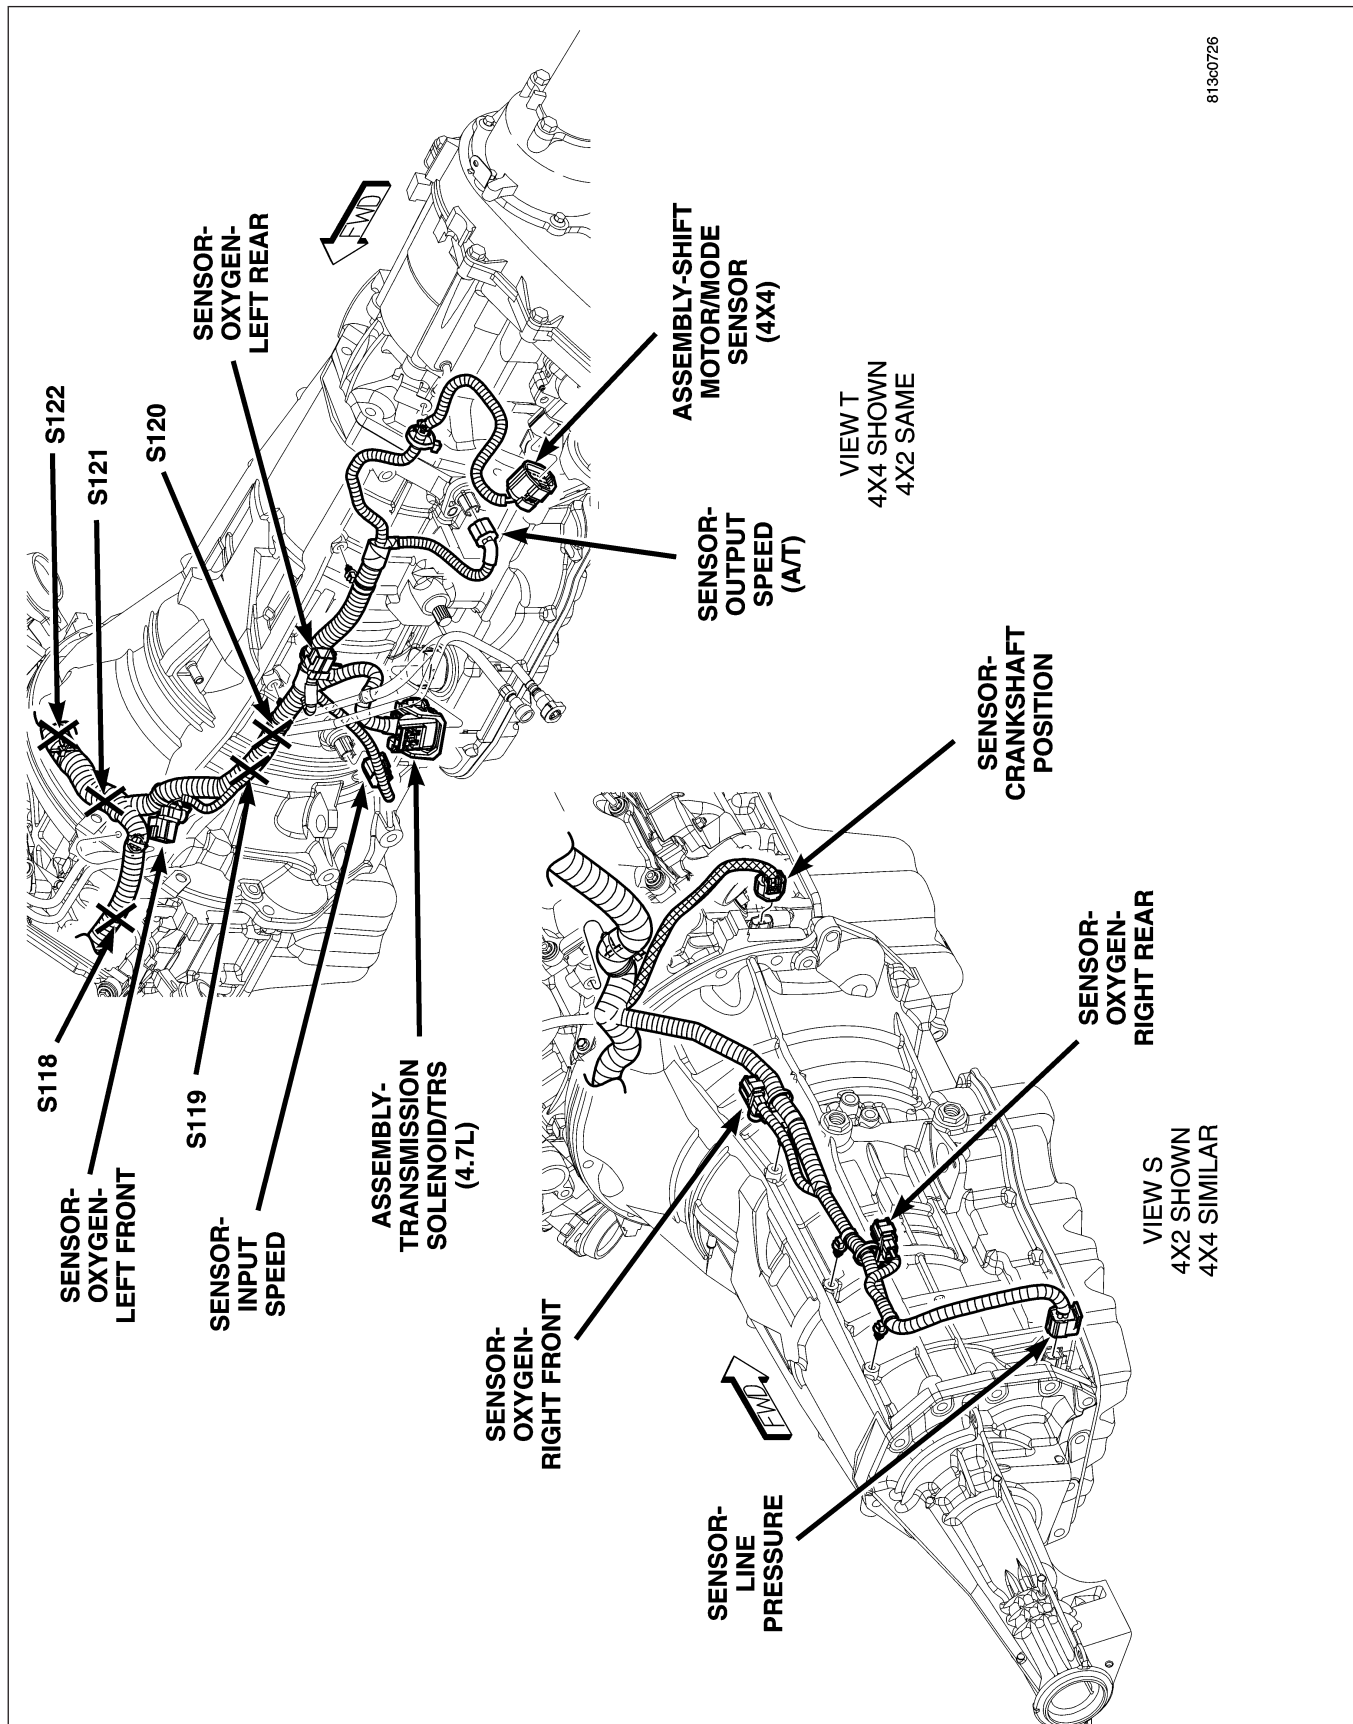 S122
S121
S120
SENSOR-
OXYGEN-
LEFT REAR
FWD
ASSEMBLY-SHIFT
MOTOR/MODE
SENSOR
(4X4)
SENSOR-
OUTPUT
SPEED
(A/T)
VIEW T
4X4 SHOWN
4X2 SAME
S118
SENSOR-
OXYGEN-
LEFT FRONT
S119
SENSOR-
INPUT
SPEED
ASSEMBLY-
TRANSMISSION
SOLENOID/TRS
(4.7L)
SENSOR-
CRANKSHAFT
POSITION
SENSOR-
OXYGEN-
RIGHT REAR
SENSOR-
OXYGEN-
RIGHT FRONT
FWD
SENSOR-
LINE
PRESSURE
VIEW S
4X2 SHOWN
4X4 SIMILAR
813c0726